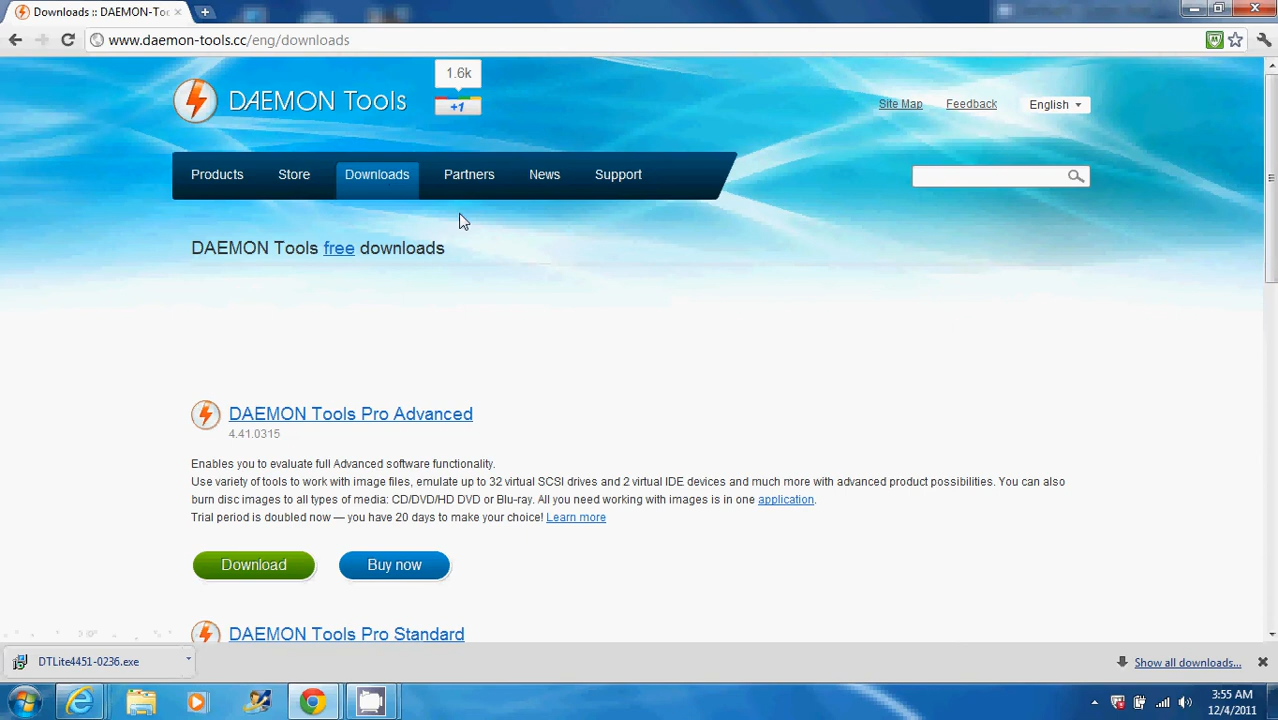 Downloads :: DAEMON-Too
www.daemon-tools.cc/eng/downloads
1.6k
+1
DAEMON Tools
Site Map
Feedback
English
Products
Store
Downloads
Partners
News
Support
DAEMON Tools free downloads
DAEMON Tools Pro Advanced
4.41.0315
Enables you to evaluate full Advanced software functionality.
Use variety of tools to work with image files, emulate up to 32 virtual SCSI drives and 2 virtual IDE devices and much more with advanced product possibilities. You can also
burn disc images to all types of media: CD/DVD/HD DVD or Blu-ray. All you need working with images is in one application.
Trial period is doubled now — you have 20 days to make your choice! Learn more
Download
Buy now
DAEMON Tools Pro Standard
DTLite4451-0236.exe
Show all downloads...
3:55 AM
12/4/2011